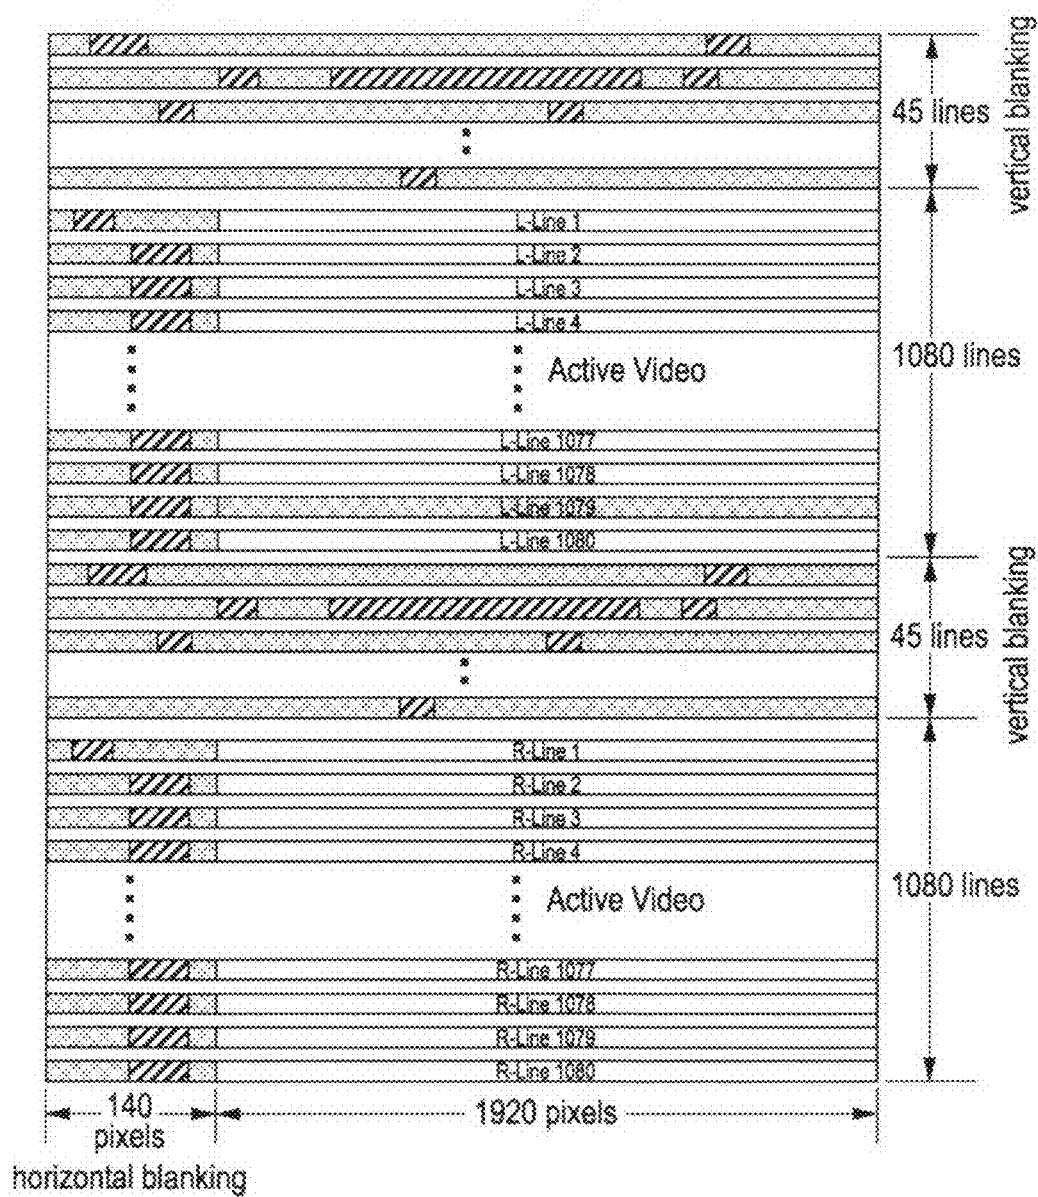 45 lines
vertical blanking
L-Line 1
L-Line 2
L-Line 3
L-Line 4
Active Video
1080 lines
L-Line 1077
L-Line 1078
L-Line 1079
L-Line 1080
45 lines
vertical blanking
R-Line 1
R-Line 2
R-Line 3
R-Line 4
Active Video
1080 lines
R-Line 1077
R-Line 1078
R-Line 1079
R-Line 1080
140
pixels
1920 pixels
horizontal blanking